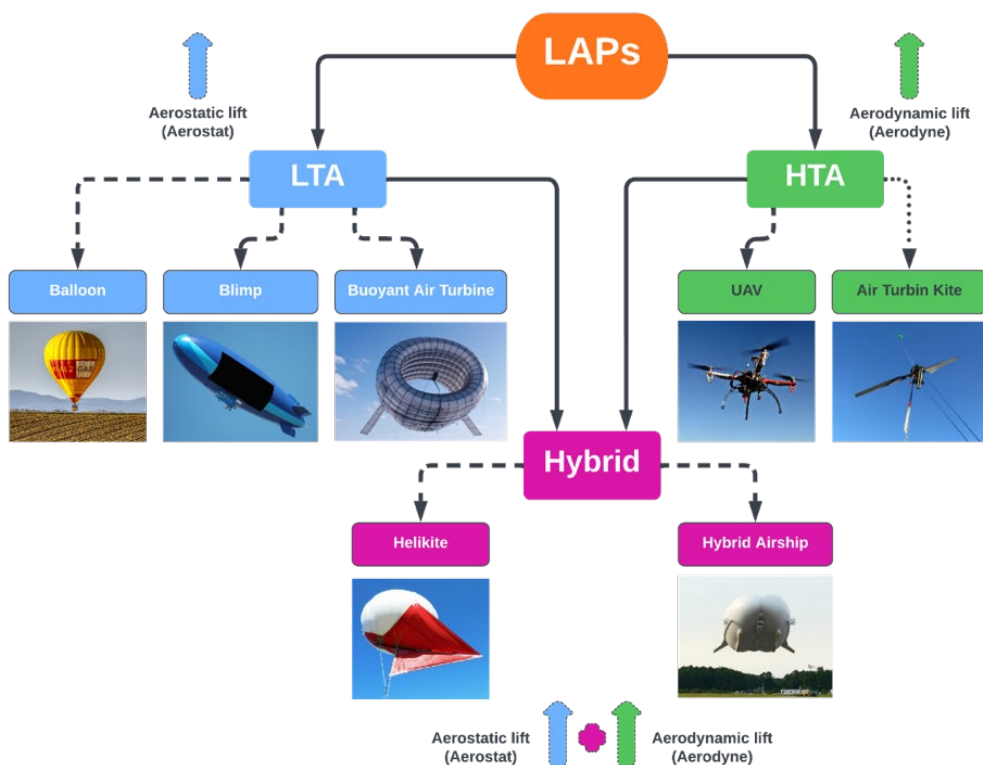 LAPs
Aerostatic lift
(Aerostat)
Aerodynamic lift
(Aerodyne)
LTA
HTA
Balloon
Blimp
Buoyant Air Turbine
UAV
Air Turbin Kite
Hybrid
Helikite
Hybrid Airship
Aerostatic lift
(Aerostat)
Aerodynamic lift
(Aerodyne)